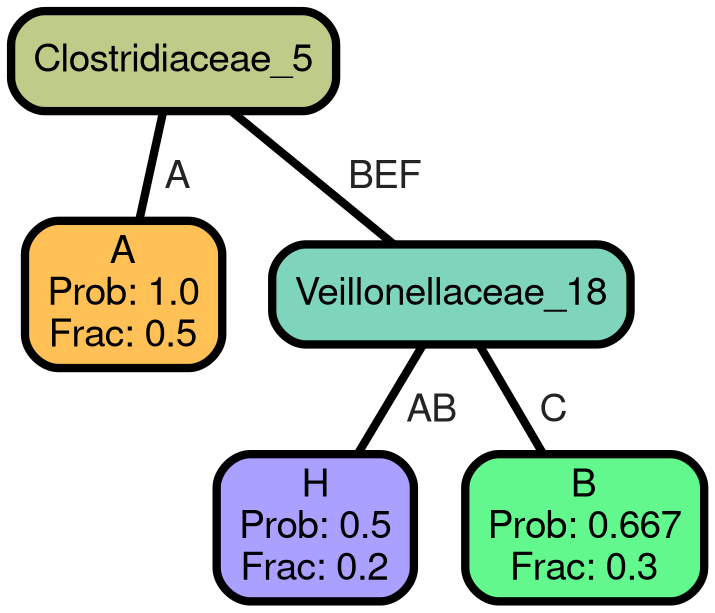 Clostridiaceae_5
A
BEF
A
Prob: 1.0
Frac: 0.5
Veillonellaceae_18
AB
C
H
Prob: 0.5
Frac: 0.2
B
Prob: 0.667
Frac: 0.3